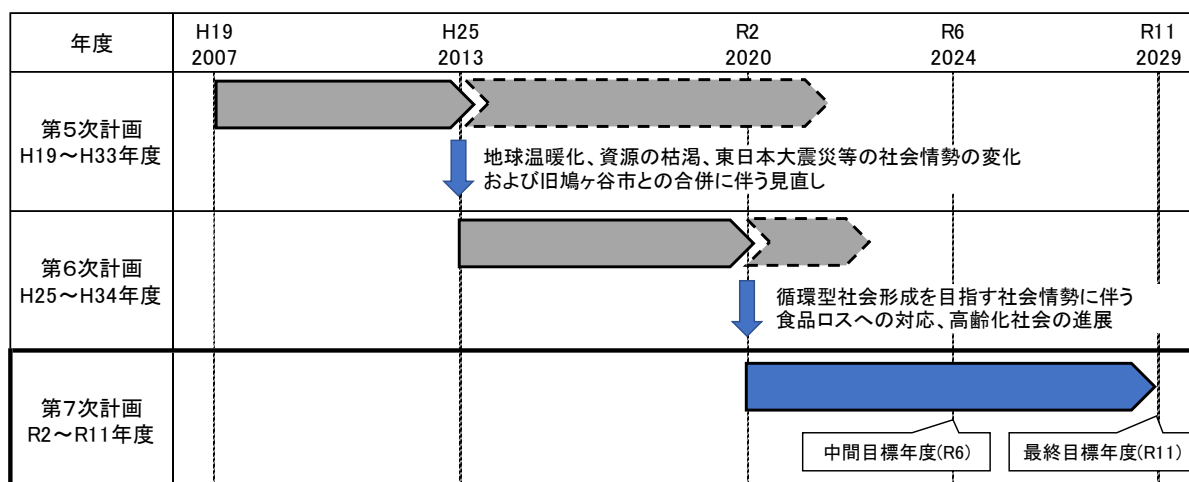 年度
H19
2007
H25
2013
R2
2020
R6
2024
R11
2029
第5次計画
H19～H33年度
地球温暖化、資源の枯渇、東日本大震災等の社会情勢の変化
および旧鳩ヶ谷市との合併に伴う見直し
第6次計画
H25～H34年度
循環型社会形成を目指す社会情勢に伴う
食品ロスへの対応、高齢化社会の進展
第7次計画
R2～R11年度
中間目標年度(R6)
最終目標年度(R11)